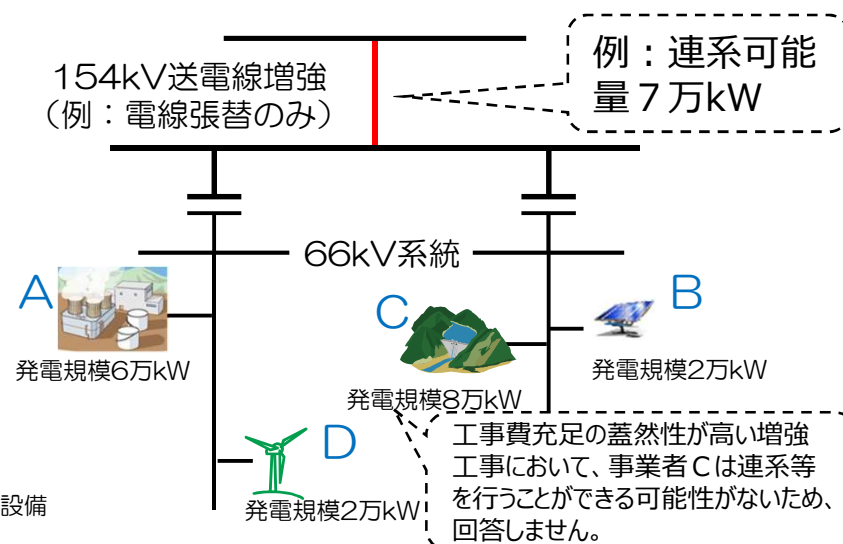 154kV送電線増強
（例：電線張替のみ）
例：連系可能
量７万kW
66kV系統
A
発電規模6万kW
C
発電規模8万kW
B
発電規模2万kW
D
発電規模2万kW
工事費充足の蓋然性が高い増強
工事において、事業者Ｃは連系等
を行うことができる可能性がないため、
回答しません。
設備